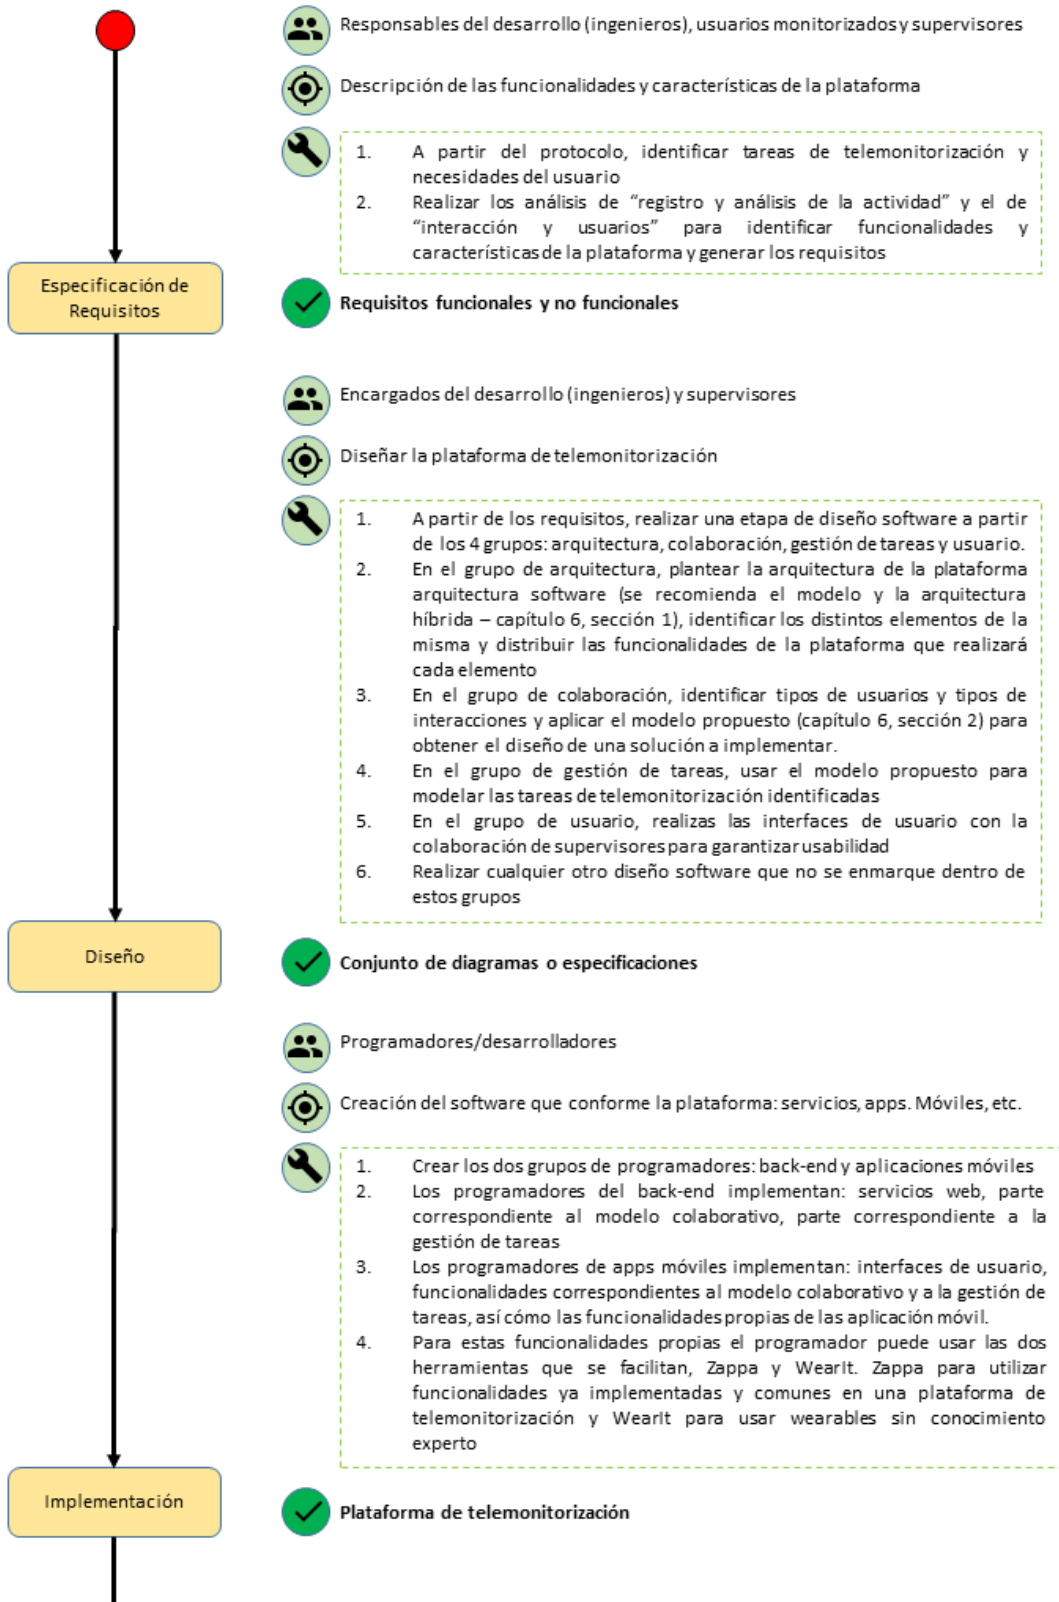 Responsables del desarrollo (ingenieros), usuarios monitorizados y supervisores
Descripción de las funcionalidades y características de la plataforma
1. A partir del protocolo, identificar tareas de telemonitorización y
necesidades del usuario
2. Realizar los análisis de “registro y análisis de la actividad” y el de
“interacción y usuarios” para identificar funcionalidades y
características de la plataforma y generar los requisitos
Especificación de
Requisitos
Requisitos funcionales y no funcionales
Encargados del desarrollo (ingenieros) y supervisores
Diseñar la plataforma de telemonitorización
1. A partir de los requisitos, realizar una etapa de diseño software a partir
de los 4 grupos: arquitectura, colaboración, gestión de tareas y usuario.
2. En el grupo de arquitectura, plantear la arquitectura de la plataforma
arquitectura software (se recomienda el modelo y la arquitectura
híbrida – capítulo 6, sección 1), identificar los distintos elementos de la
misma y distribuir las funcionalidades de la plataforma que realizará
cada elemento
3. En el grupo de colaboración, identificar tipos de usuarios y tipos de
interacciones y aplicar el modelo propuesto (capítulo 6, sección 2) para
obtener el diseño de una solución a implementar.
4. En el grupo de gestión de tareas, usar el modelo propuesto para
modelar las tareas de telemonitorización identificadas
5. En el grupo de usuario, realizas las interfaces de usuario con la
colaboración de supervisores para garantizar usabilidad
6. Realizar cualquier otro diseño software que no se enmarque dentro de
estos grupos
Diseño
Conjunto de diagramas o especificaciones
Programadores/desarrolladores
Creación del software que conforme la plataforma: servicios, apps. Móviles, etc.
1. Crear los dos grupos de programadores: back-end y aplicaciones móviles
2. Los programadores del back-end implementan: servicios web, parte
correspondiente al modelo colaborativo, parte correspondiente a la
gestión de tareas
3. Los programadores de apps móviles implementan: interfaces de usuario,
funcionalidades correspondientes al modelo colaborativo y a la gestión de
tareas, así cómo las funcionalidades propias de las aplicación móvil.
4. Para estas funcionalidades propias el programador puede usar las dos
herramientas que se facilitan, Zappa y WearIt. Zappa para utilizar
funcionalidades ya implementadas y comunes en una plataforma de
telemonitorización y WearIt para usar wearables sin conocimiento
experto
Implementación
Plataforma de telemonitorización